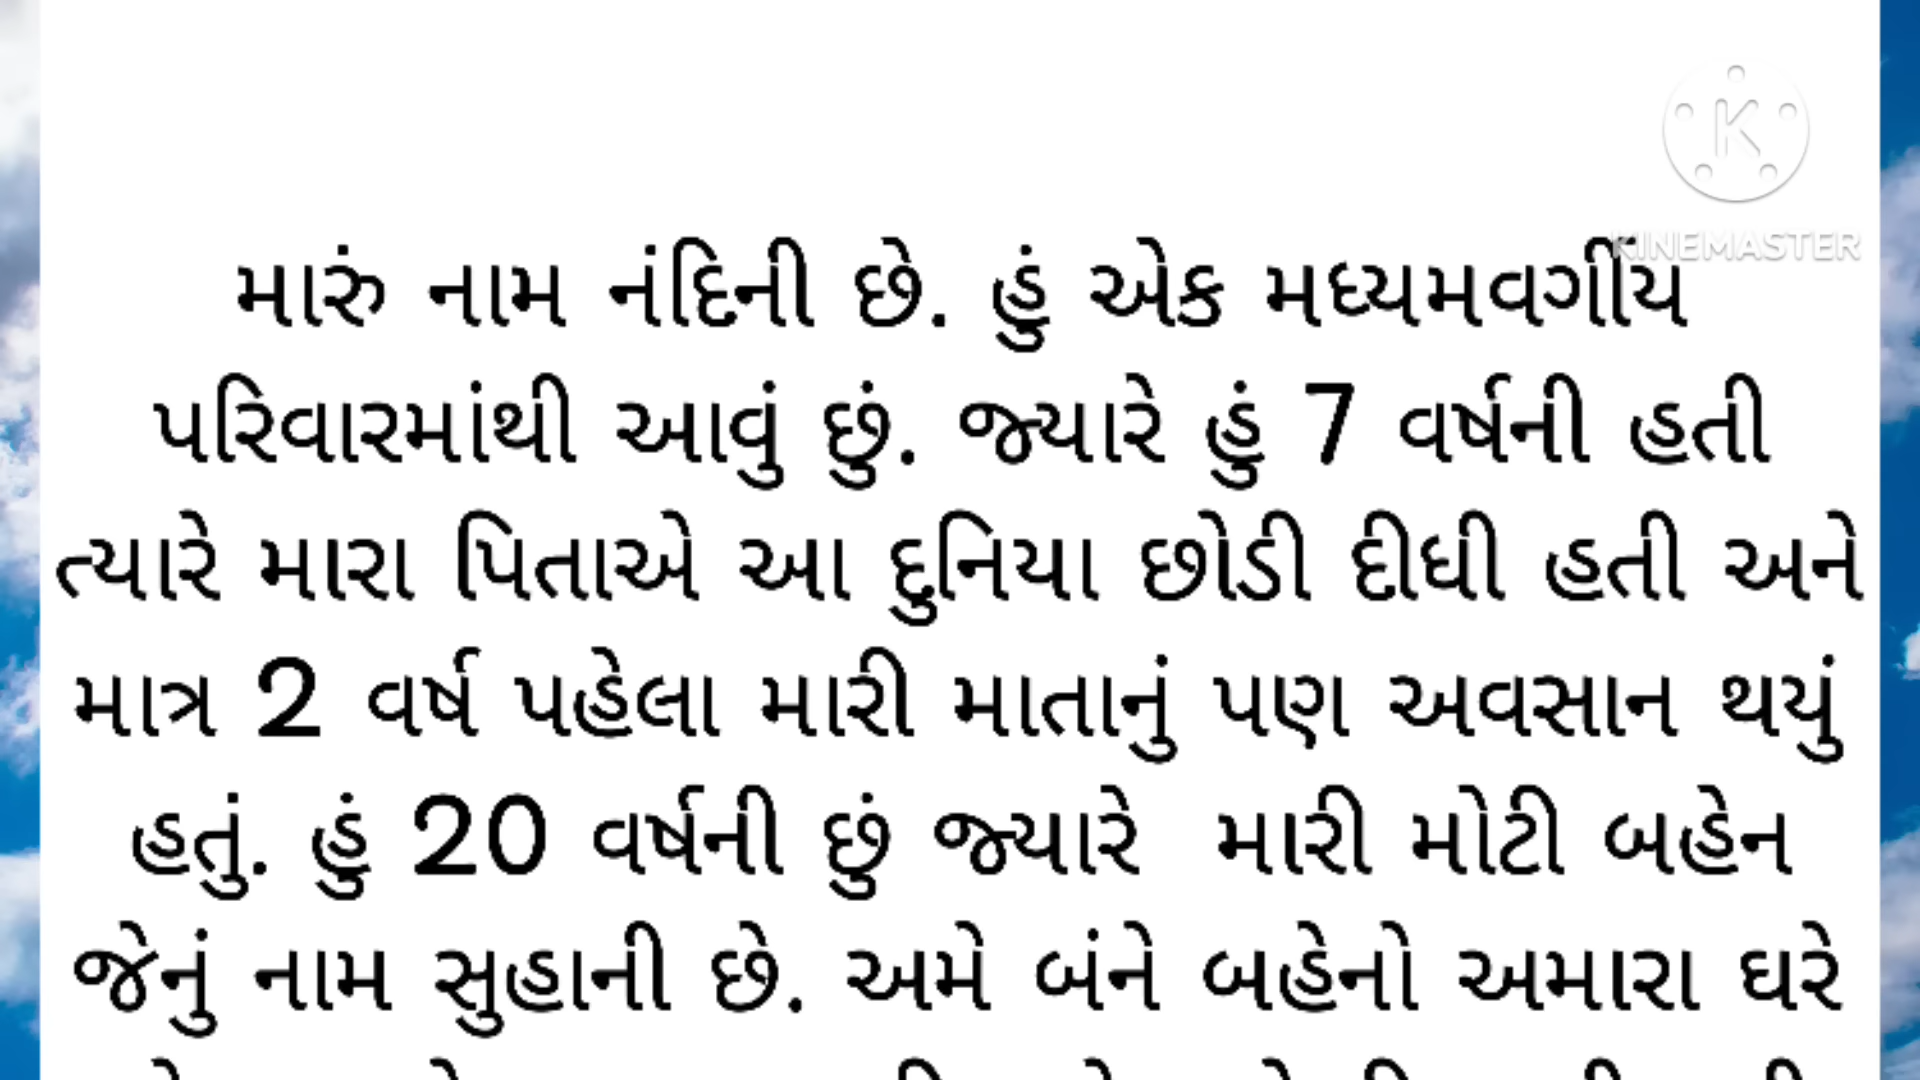 KINEMASTER
મારું નામ નંદિની છે. હું એક મધ્યમવર્ગીય
પરિવારમાંથી આવું છું. જ્યારે હું 7 વર્ષની હતી
ત્યારે મારા પિતાએ આ દુનિયા છોડી દીધી હતી અને
માત્ર 2 વર્ષ પહેલા મારી માતાનું પણ અવસાન થયું
હતું. હું 20 વર્ષની છું જ્યારે મારી મોટી બહેન
જેનું નામ સુહાની છે. અમે બંને બહેનો અમારા ઘરે